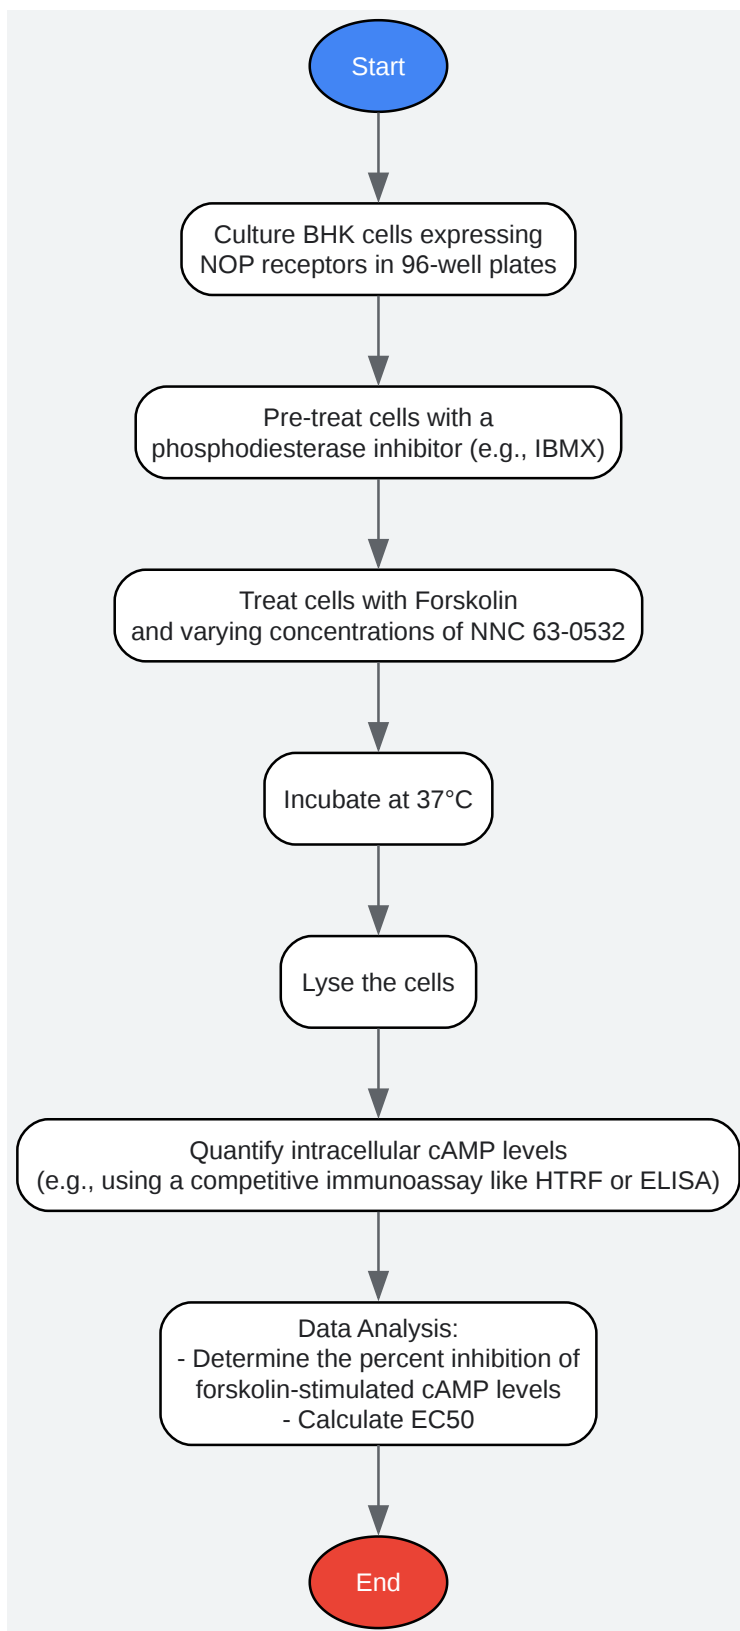 Start
Culture BHK cells expressing
NOP receptors in 96-well plates
Pre-treat cells with a
phosphodiesterase inhibitor (e.g., IBMX)
Treat cells with Forskolin
and varying concentrations of NNC 63-0532
Incubate at 37°C
Lyse the cells
Quantify intracellular cAMP levels
(e.g., using a competitive immunoassay like HTRF or ELISA)
Data Analysis:
- Determine the percent inhibition of
forskolin-stimulated cAMP levels
- Calculate EC50
End